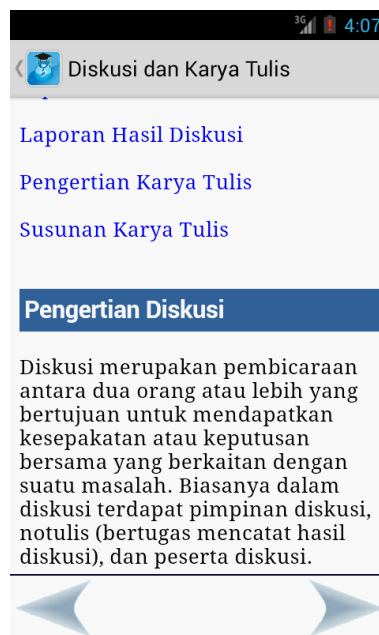 3G 4:07
Diskusi dan Karya Tulis
Laporan Hasil Diskusi
Pengertian Karya Tulis
Susunan Karya Tulis
Pengertian Diskusi
Diskusi merupakan pembicaraan
antara dua orang atau lebih yang
bertujuan untuk mendapatkan
kesepakatan atau keputusan
bersama yang berkaitan dengan
suatu masalah. Biasanya dalam
diskusi terdapat pimpinan diskusi,
notulis (bertugas mencatat hasil
diskusi), dan peserta diskusi.